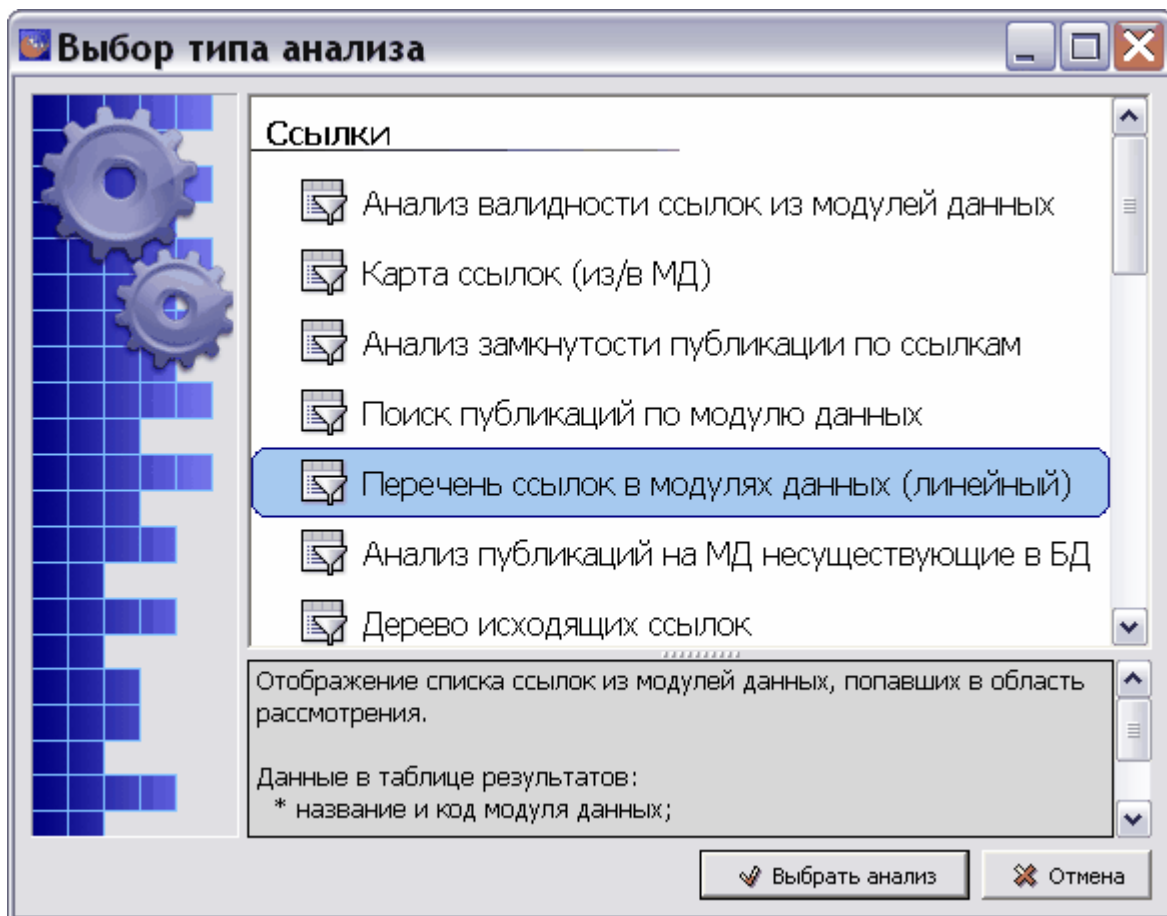 Выбор типа анализа
Ссылки
Анализ валидности ссылок из модулей данных
Карта ссылок (из/в МД)
Анализ замкнутости публикации по ссылкам
Поиск публикаций по модулю данных
Перечень ссылок в модулях данных (линейный)
Анализ публикаций на МД несуществующие в БД
Дерево исходящих ссылок
Отображение списка ссылок из модулей данных, попавших в область
рассмотрения.
Данные в таблице результатов:
* название и код модуля данных;
Выбрать анализ
Отмена